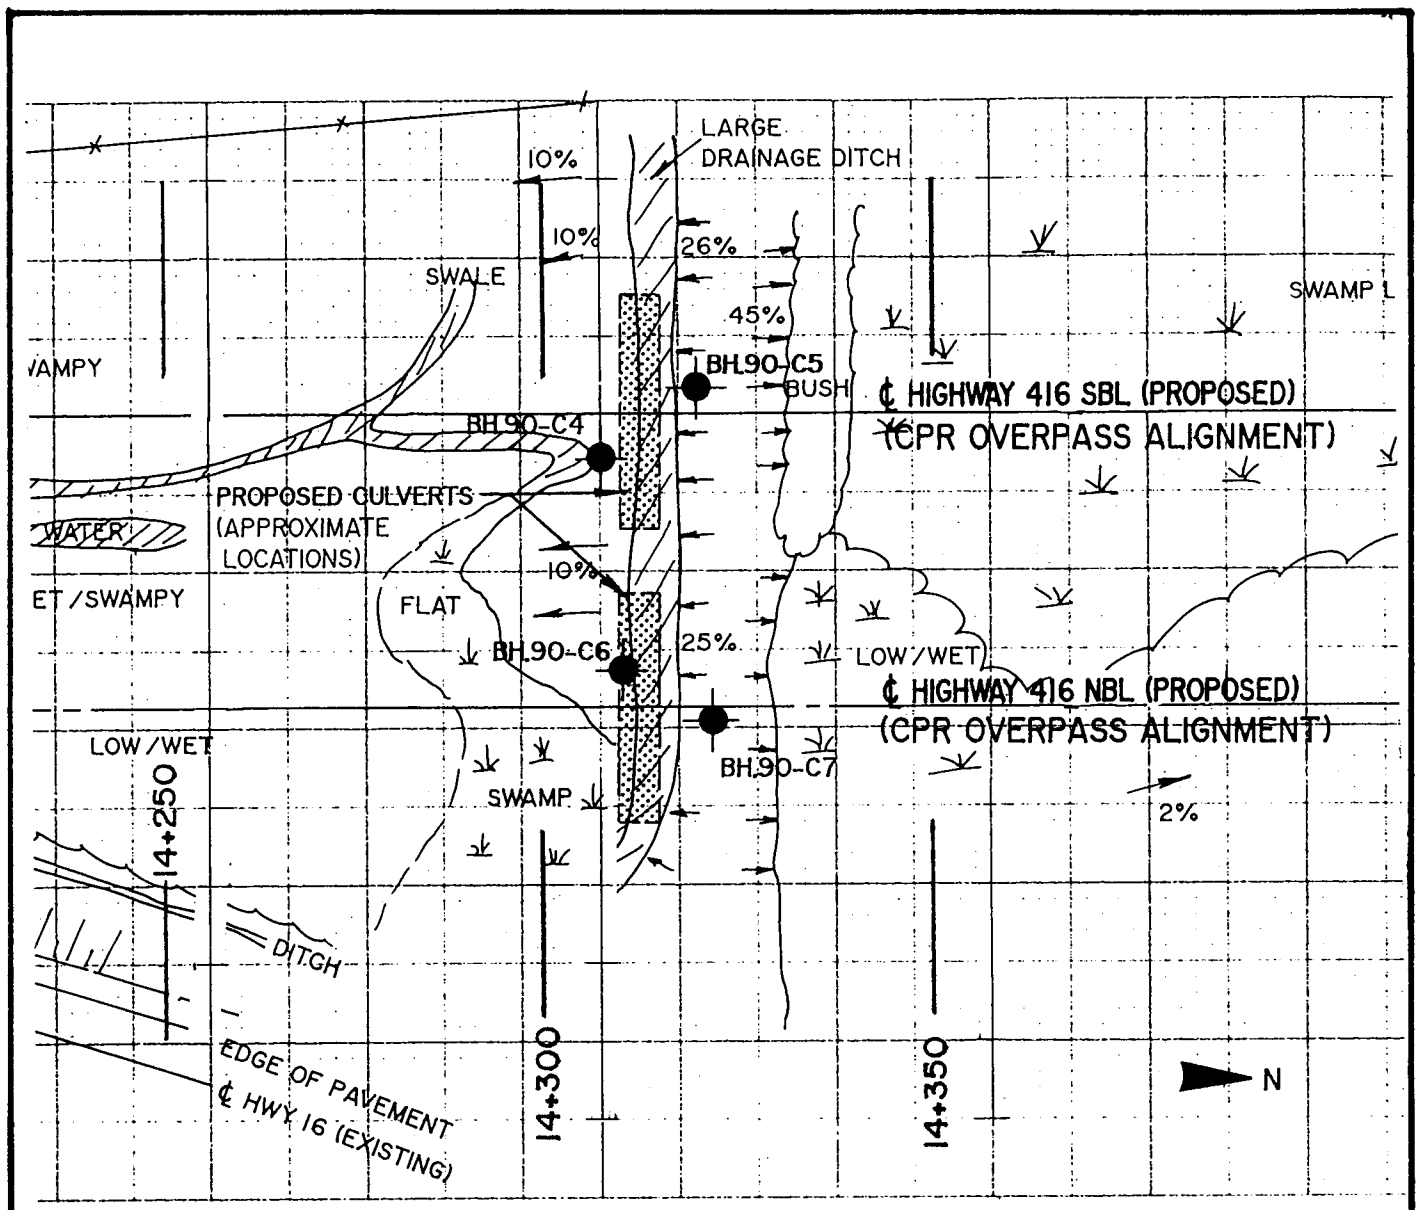 LARGE
DRAINAGE DITCH
10%
10%
26%
SWALE
SWAMP L
45%
WAMPY
BH.90-C5
BUSH
℄ HIGHWAY 416 SBL (PROPOSED)
(CPR OVERPASS ALIGNMENT)
BH.90-C4
PROPOSED CULVERTS
(APPROXIMATE
LOCATIONS)
WATER
10%
ET/SWAMPY
FLAT
25%
BH.90-C6
LOW/WET
℄ HIGHWAY 416 NBL (PROPOSED)
(CPR OVERPASS ALIGNMENT)
LOW/WET
BH.90-C7
SWAMP
2%
14+250
DITCH
14+300
14+350
EDGE OF PAVEMENT
℄ HWY 16 (EXISTING)
N